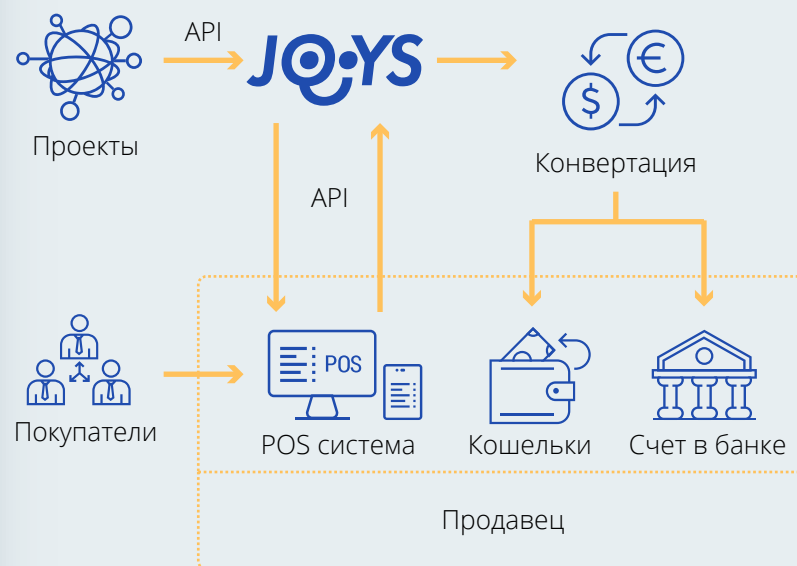 API
JOYS
Проекты
Конвертация
API
POS
Покупатели
POS система
Кошельки
Счет в банке
Продавец